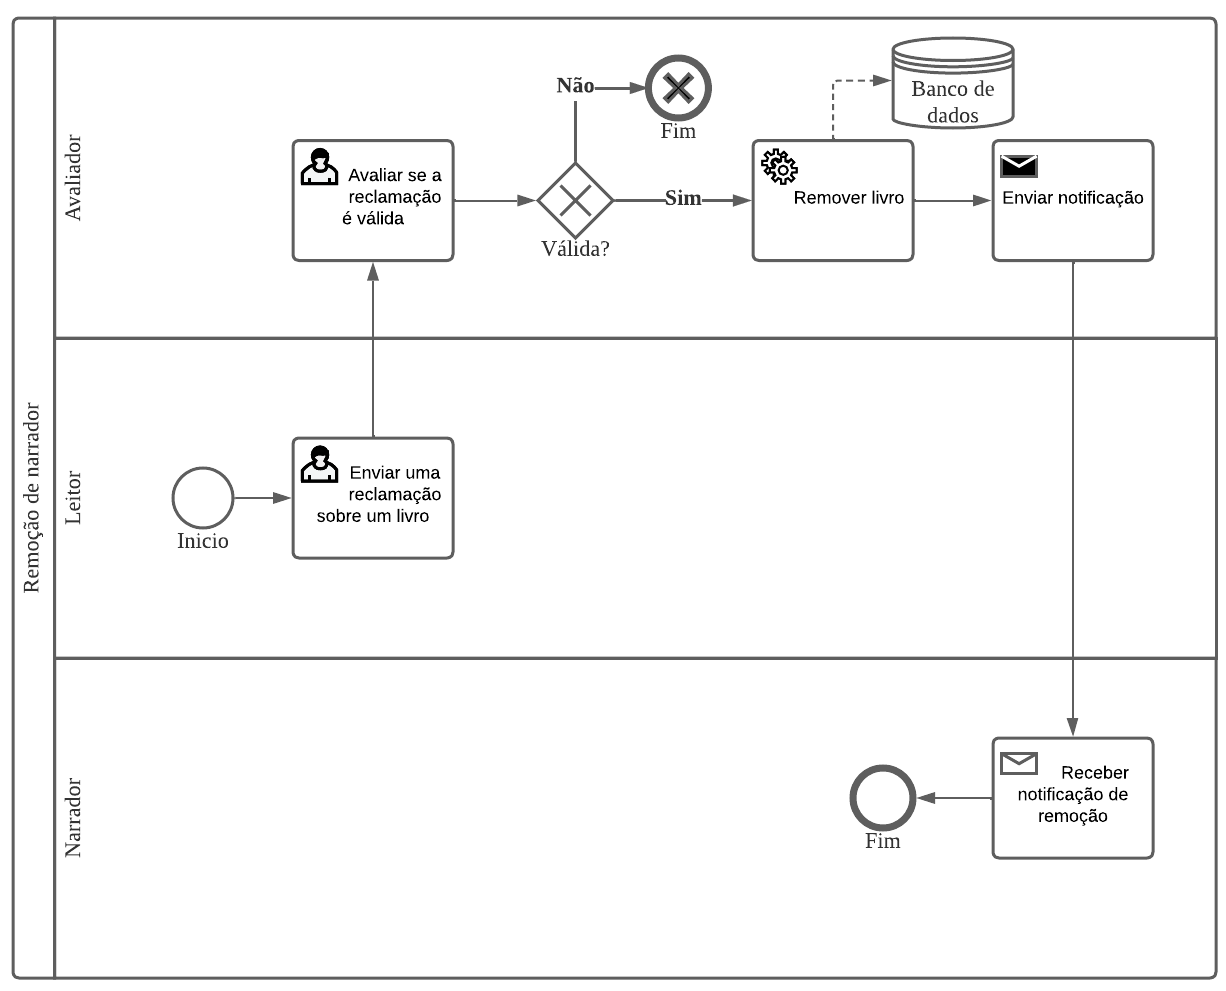 Remoção de narrador
Avaliador
Avaliar se a
reclamação
é válida
Válida?
Não
Fim
Sim
Remover livro
Banco de
dados
Enviar notificação
Leitor
Inicio
Enviar uma
reclamação
sobre um livro
Narrador
Receber
notificação de
remoção
Fim